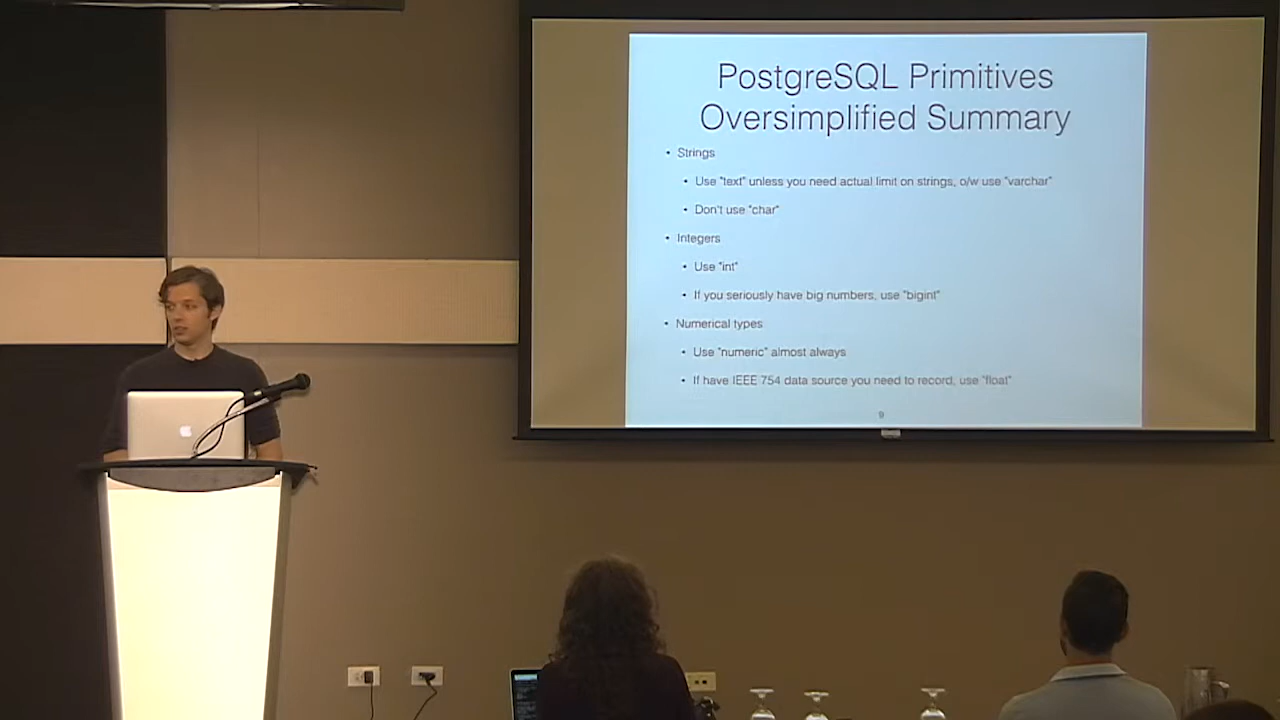 PostgreSQL Primitives
Oversimplified Summary
• Strings
• Use "text" unless you need actual limit on strings, o/w use "varchar"
• Don't use "char"
• Integers
• Use "int"
• If you seriously have big numbers, use "bigint"
• Numerical types
• Use "numeric" almost always
• If have IEEE 754 data source you need to record, use "float"
9